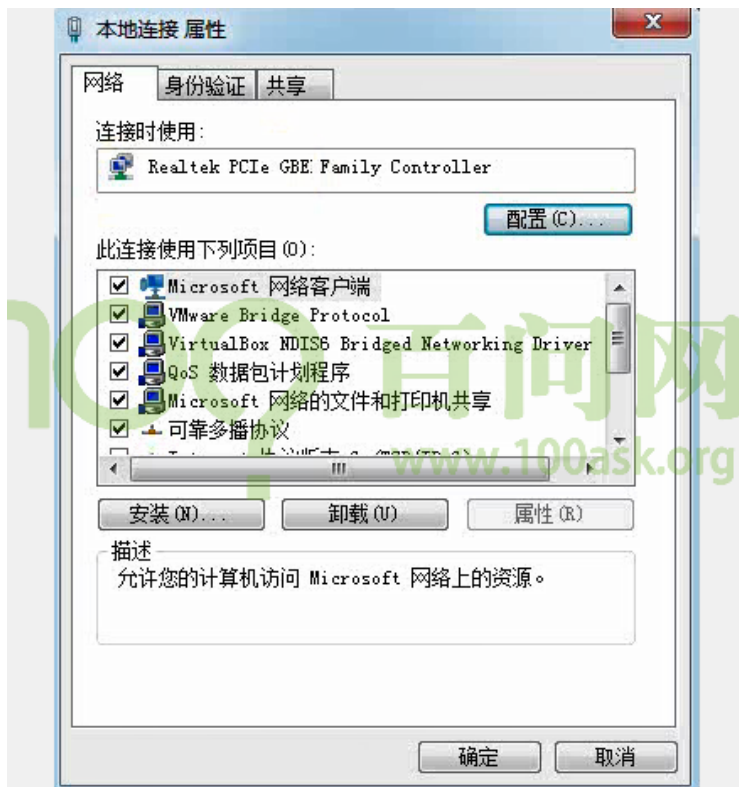 本地连接 属性
网络 身份验证 共享
连接时使用:
Realtek PCIe GBE Family Controller
配置(C)...
此连接使用下列项目(O):
Microsoft 网络客户端
VMware Bridge Protocol
VirtualBox NDIS6 Bridged Networking Driver
QoS 数据包计划程序
Microsoft 网络的文件和打印机共享
可靠多播协议
安装(N)... 卸载(U) 属性(R)
描述
允许您的计算机访问 Microsoft 网络上的资源。
确定 取消
百问网
www.100ask.org